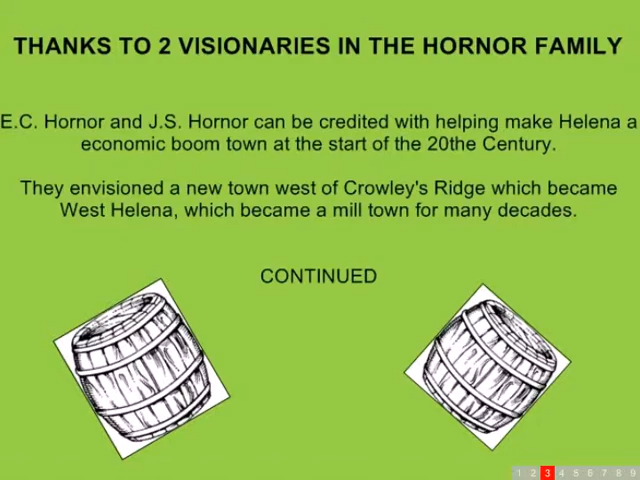 THANKS TO 2 VISIONARIES IN THE HORNOR FAMILY
E.C. Hornor and J.S. Hornor can be credited with helping make Helena a
economic boom town at the start of the 20the Century.
They envisioned a new town west of Crowley's Ridge which became
West Helena, which became a mill town for many decades.
CONTINUED
1 2 3 4 5 6 7 8 9